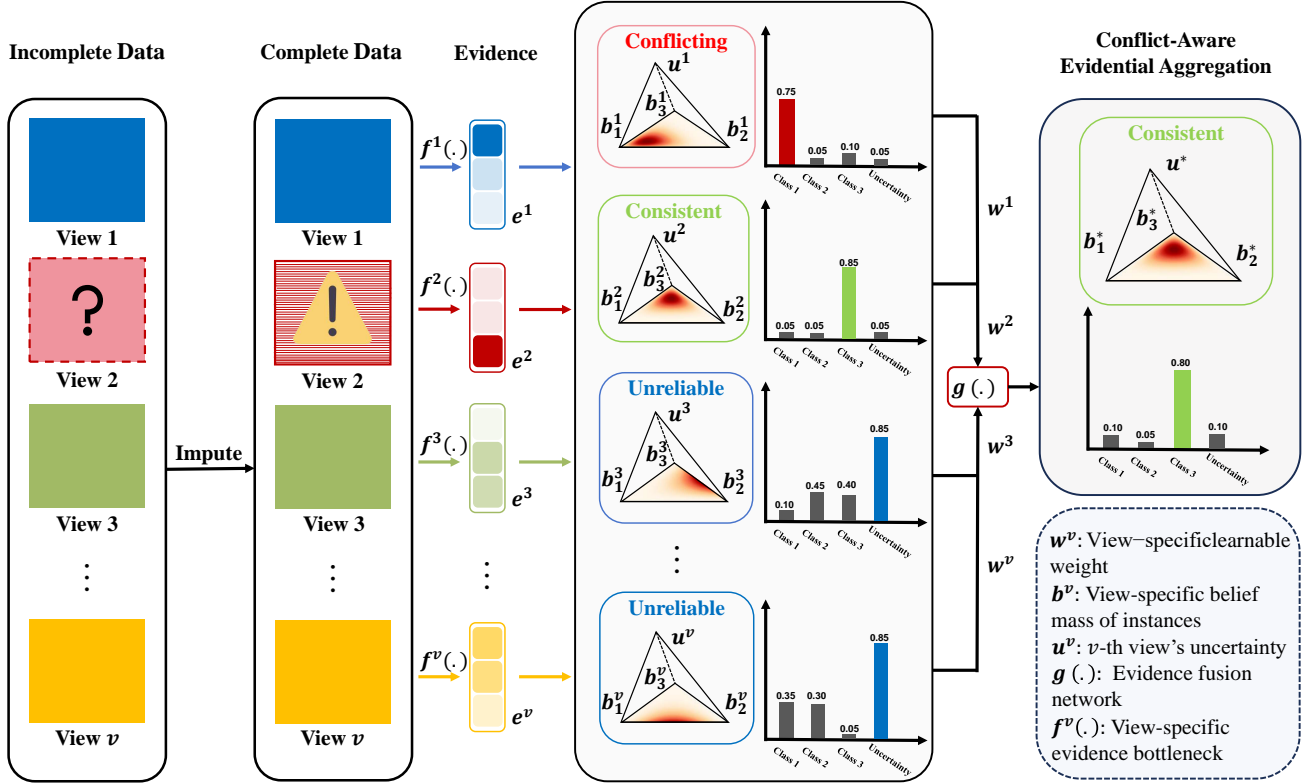 Incomplete Data
View 1
?
View 2
View 3
⋮
View v
Impute
Complete Data
View 1
!
View 2
View 3
⋮
View v
Evidence
f¹(.)
e¹
f²(.)
e²
f³(.)
e³
⋮
fᵛ(.)
eᵛ
Conflicting
u¹
b₃¹
b₁¹
b₂¹
0.75
0.05
0.10
0.05
Class 1
Class 2
Class 3
Uncertainty
Consistent
u²
b₃²
b₁²
b₂²
0.05
0.05
0.85
0.05
Class 1
Class 2
Class 3
Uncertainty
Unreliable
u³
b₃³
b₁³
b₂³
0.10
0.45
0.40
0.85
Class 1
Class 2
Class 3
Uncertainty
⋮
Unreliable
uᵛ
b₃ᵛ
b₁ᵛ
b₂ᵛ
0.35
0.30
0.05
0.85
Class 1
Class 2
Class 3
Uncertainty
w¹
w²
g (.)
w³
wᵛ
Conflict-Aware
Evidential Aggregation
Consistent
u*
b₃*
b₁*
b₂*
0.10
0.05
0.80
0.10
Class 1
Class 2
Class 3
Uncertainty
wᵛ: View−specificlearnable
weight
bᵛ: View-specific belief
mass of instances
uᵛ: v-th view’s uncertainty
g (.): Evidence fusion
network
fᵛ(.): View-specific
evidence bottleneck